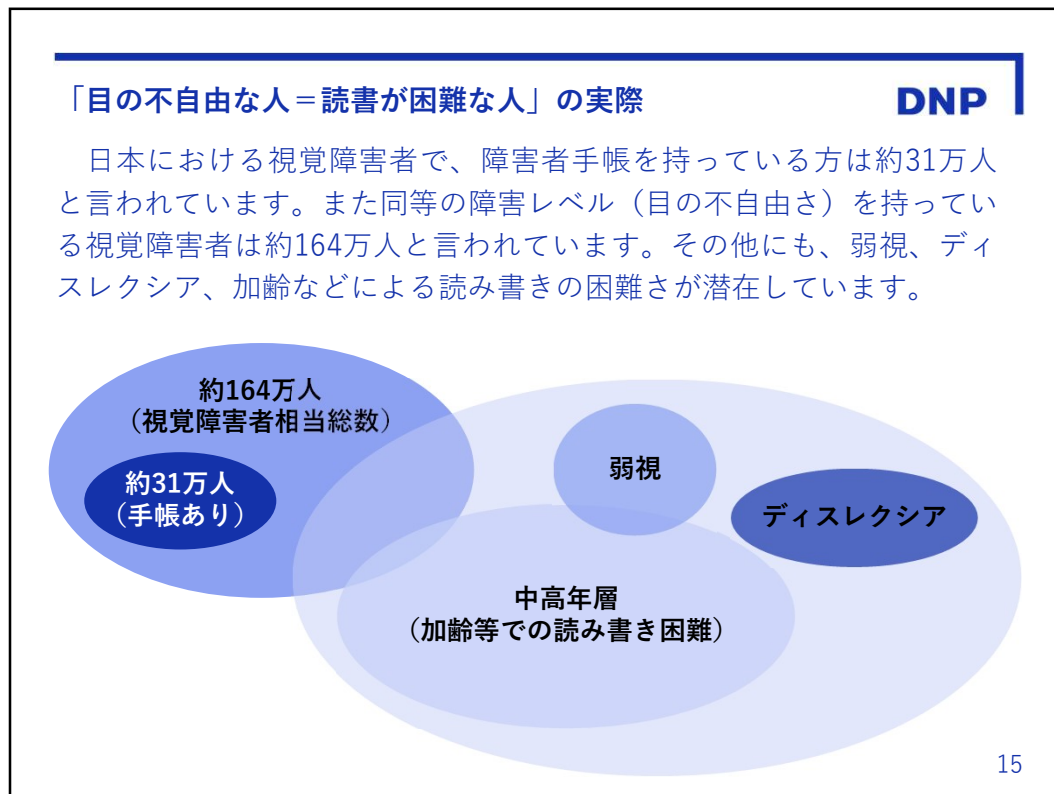 「目の不自由な人＝読書が困難な人」の実際
DNP
日本における視覚障害者で、障害者手帳を持っている方は約31万人
と言われています。また同等の障害レベル（目の不自由さ）を持ってい
る視覚障害者は約164万人と言われています。その他にも、弱視、ディ
スレクシア、加齢などによる読み書きの困難さが潜在しています。
約164万人
（視覚障害者相当総数）
約31万人
（手帳あり）
弱視
ディスレクシア
中高年層
（加齢等での読み書き困難）
15